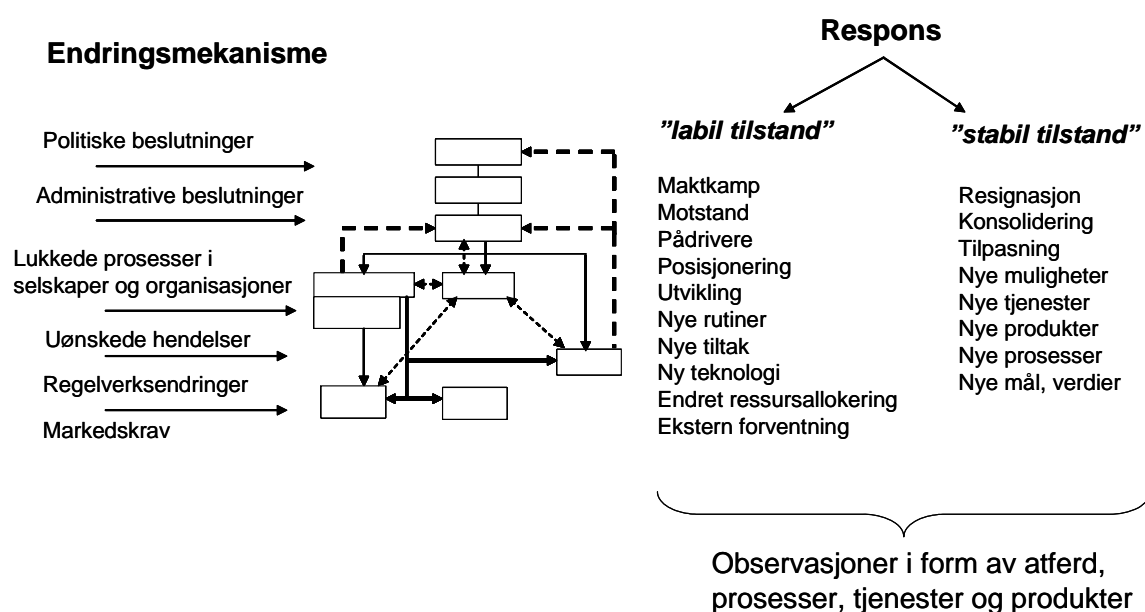 Endringsmekanisme
Politiske beslutninger
Administrative beslutninger
Lukkede prosesser i
selskaper og organisasjoner
Uønskede hendelser
Regelverksendringer
Markedskrav
Respons
”labil tilstand”
Maktkamp
Motstand
Pådrivere
Posisjonering
Utvikling
Nye rutiner
Nye tiltak
Ny teknologi
Endret ressursallokering
Ekstern forventning
”stabil tilstand”
Resignasjon
Konsolidering
Tilpasning
Nye muligheter
Nye tjenester
Nye produkter
Nye prosesser
Nye mål, verdier
Observasjoner i form av atferd,
prosesser, tjenester og produkter